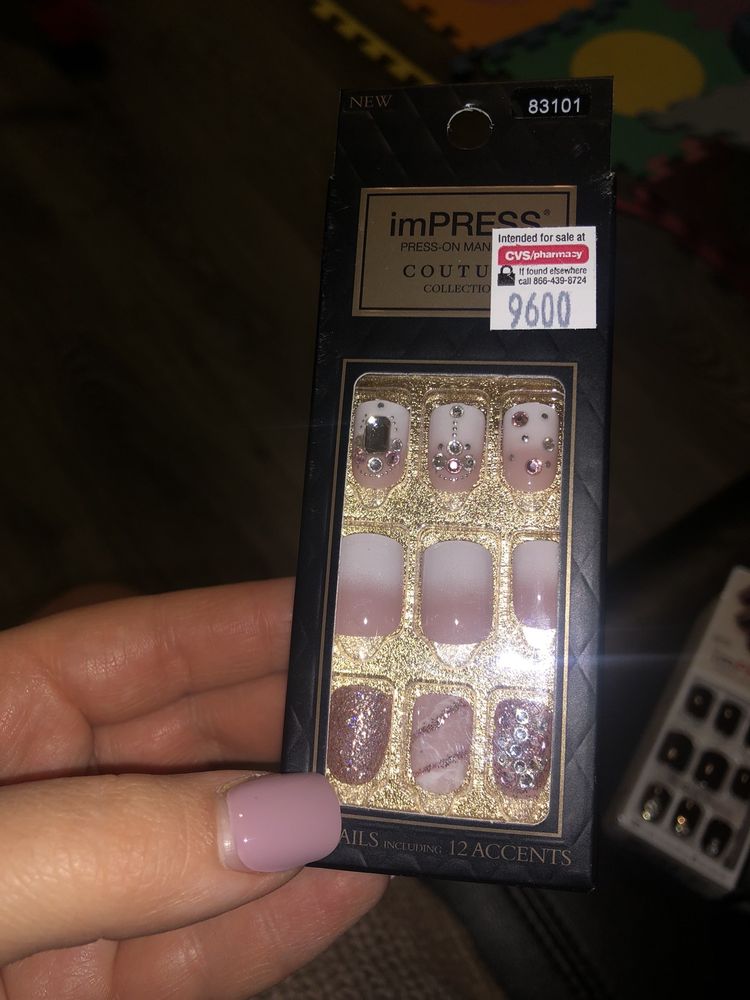 NEW
83101
imPRESS®
PRESS-ON
COUTU
COLLECTIO
Intended for sale at
CVS/pharmacy
If found elsewhere
call 866-439-8724
9600
AILS INCLUDING 12 ACCENTS